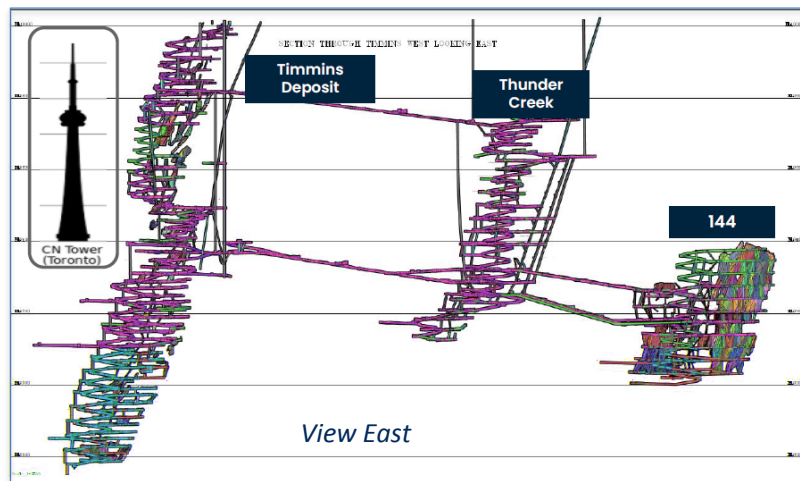 SECTION THROUGH TIMMINS WEST LOOKING EAST
Timmins
Deposit
Thunder
Creek
144
CN Tower
(Toronto)
View East